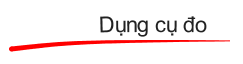 Dụng cụ đo